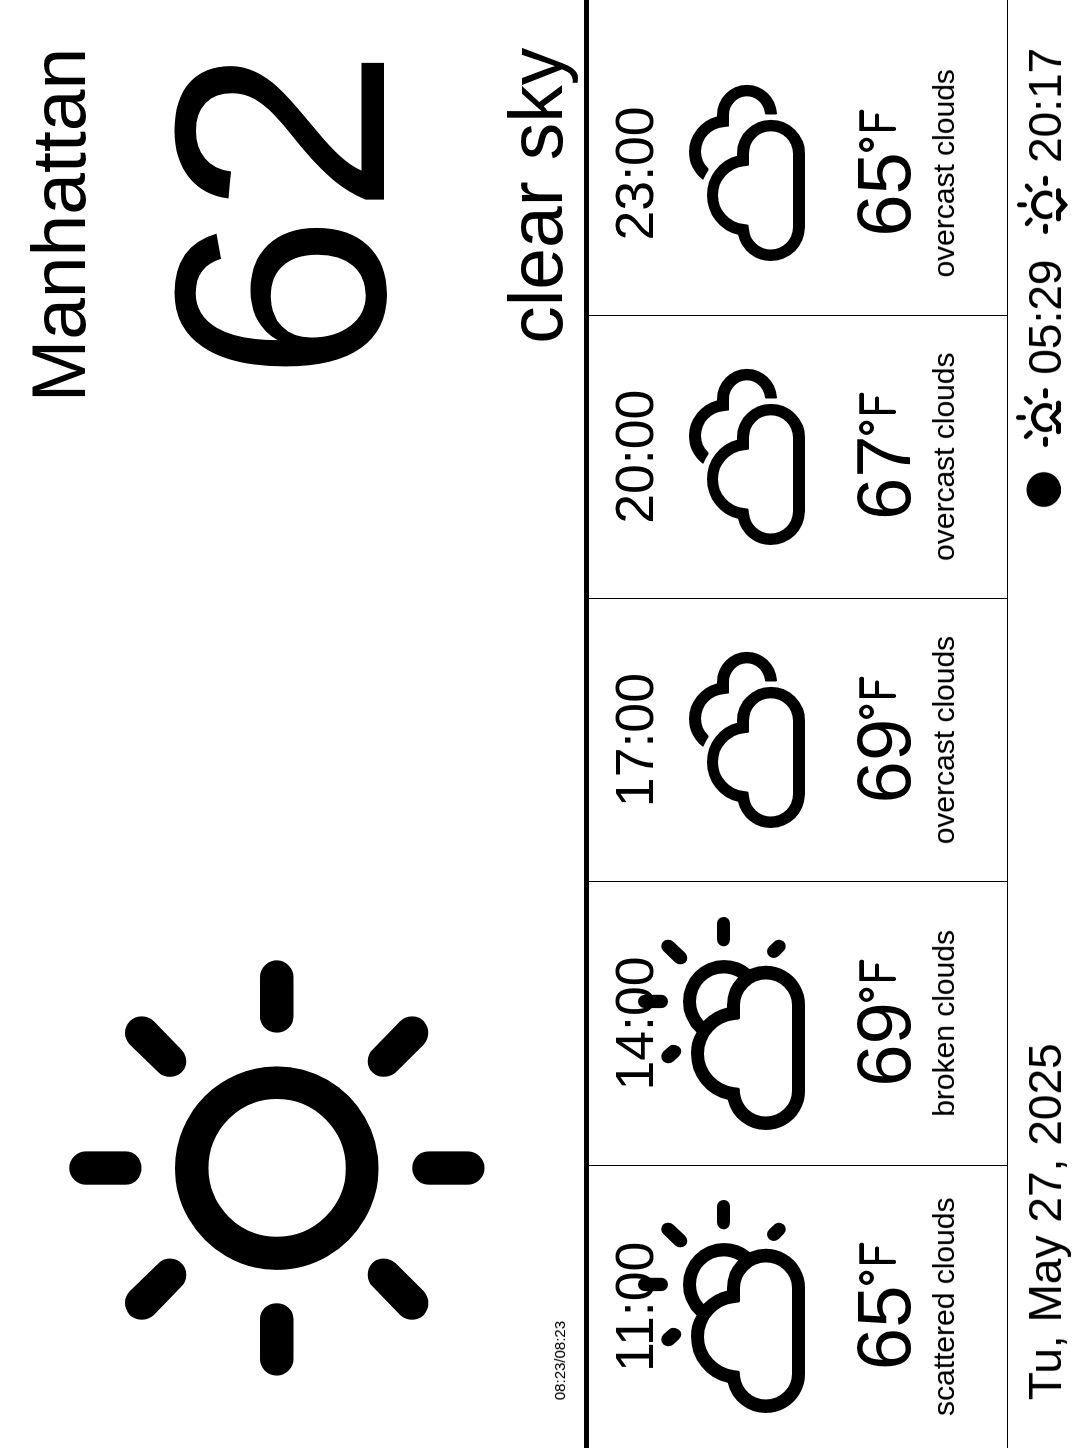 Manhattan
62
clear sky
08:23/08:23
11:00
14:00
17:00
20:00
23:00
65°F
69°F
69°F
67°F
65°F
scattered clouds
broken clouds
overcast clouds
overcast clouds
overcast clouds
Tu, May 27, 2025
05:29
20:17